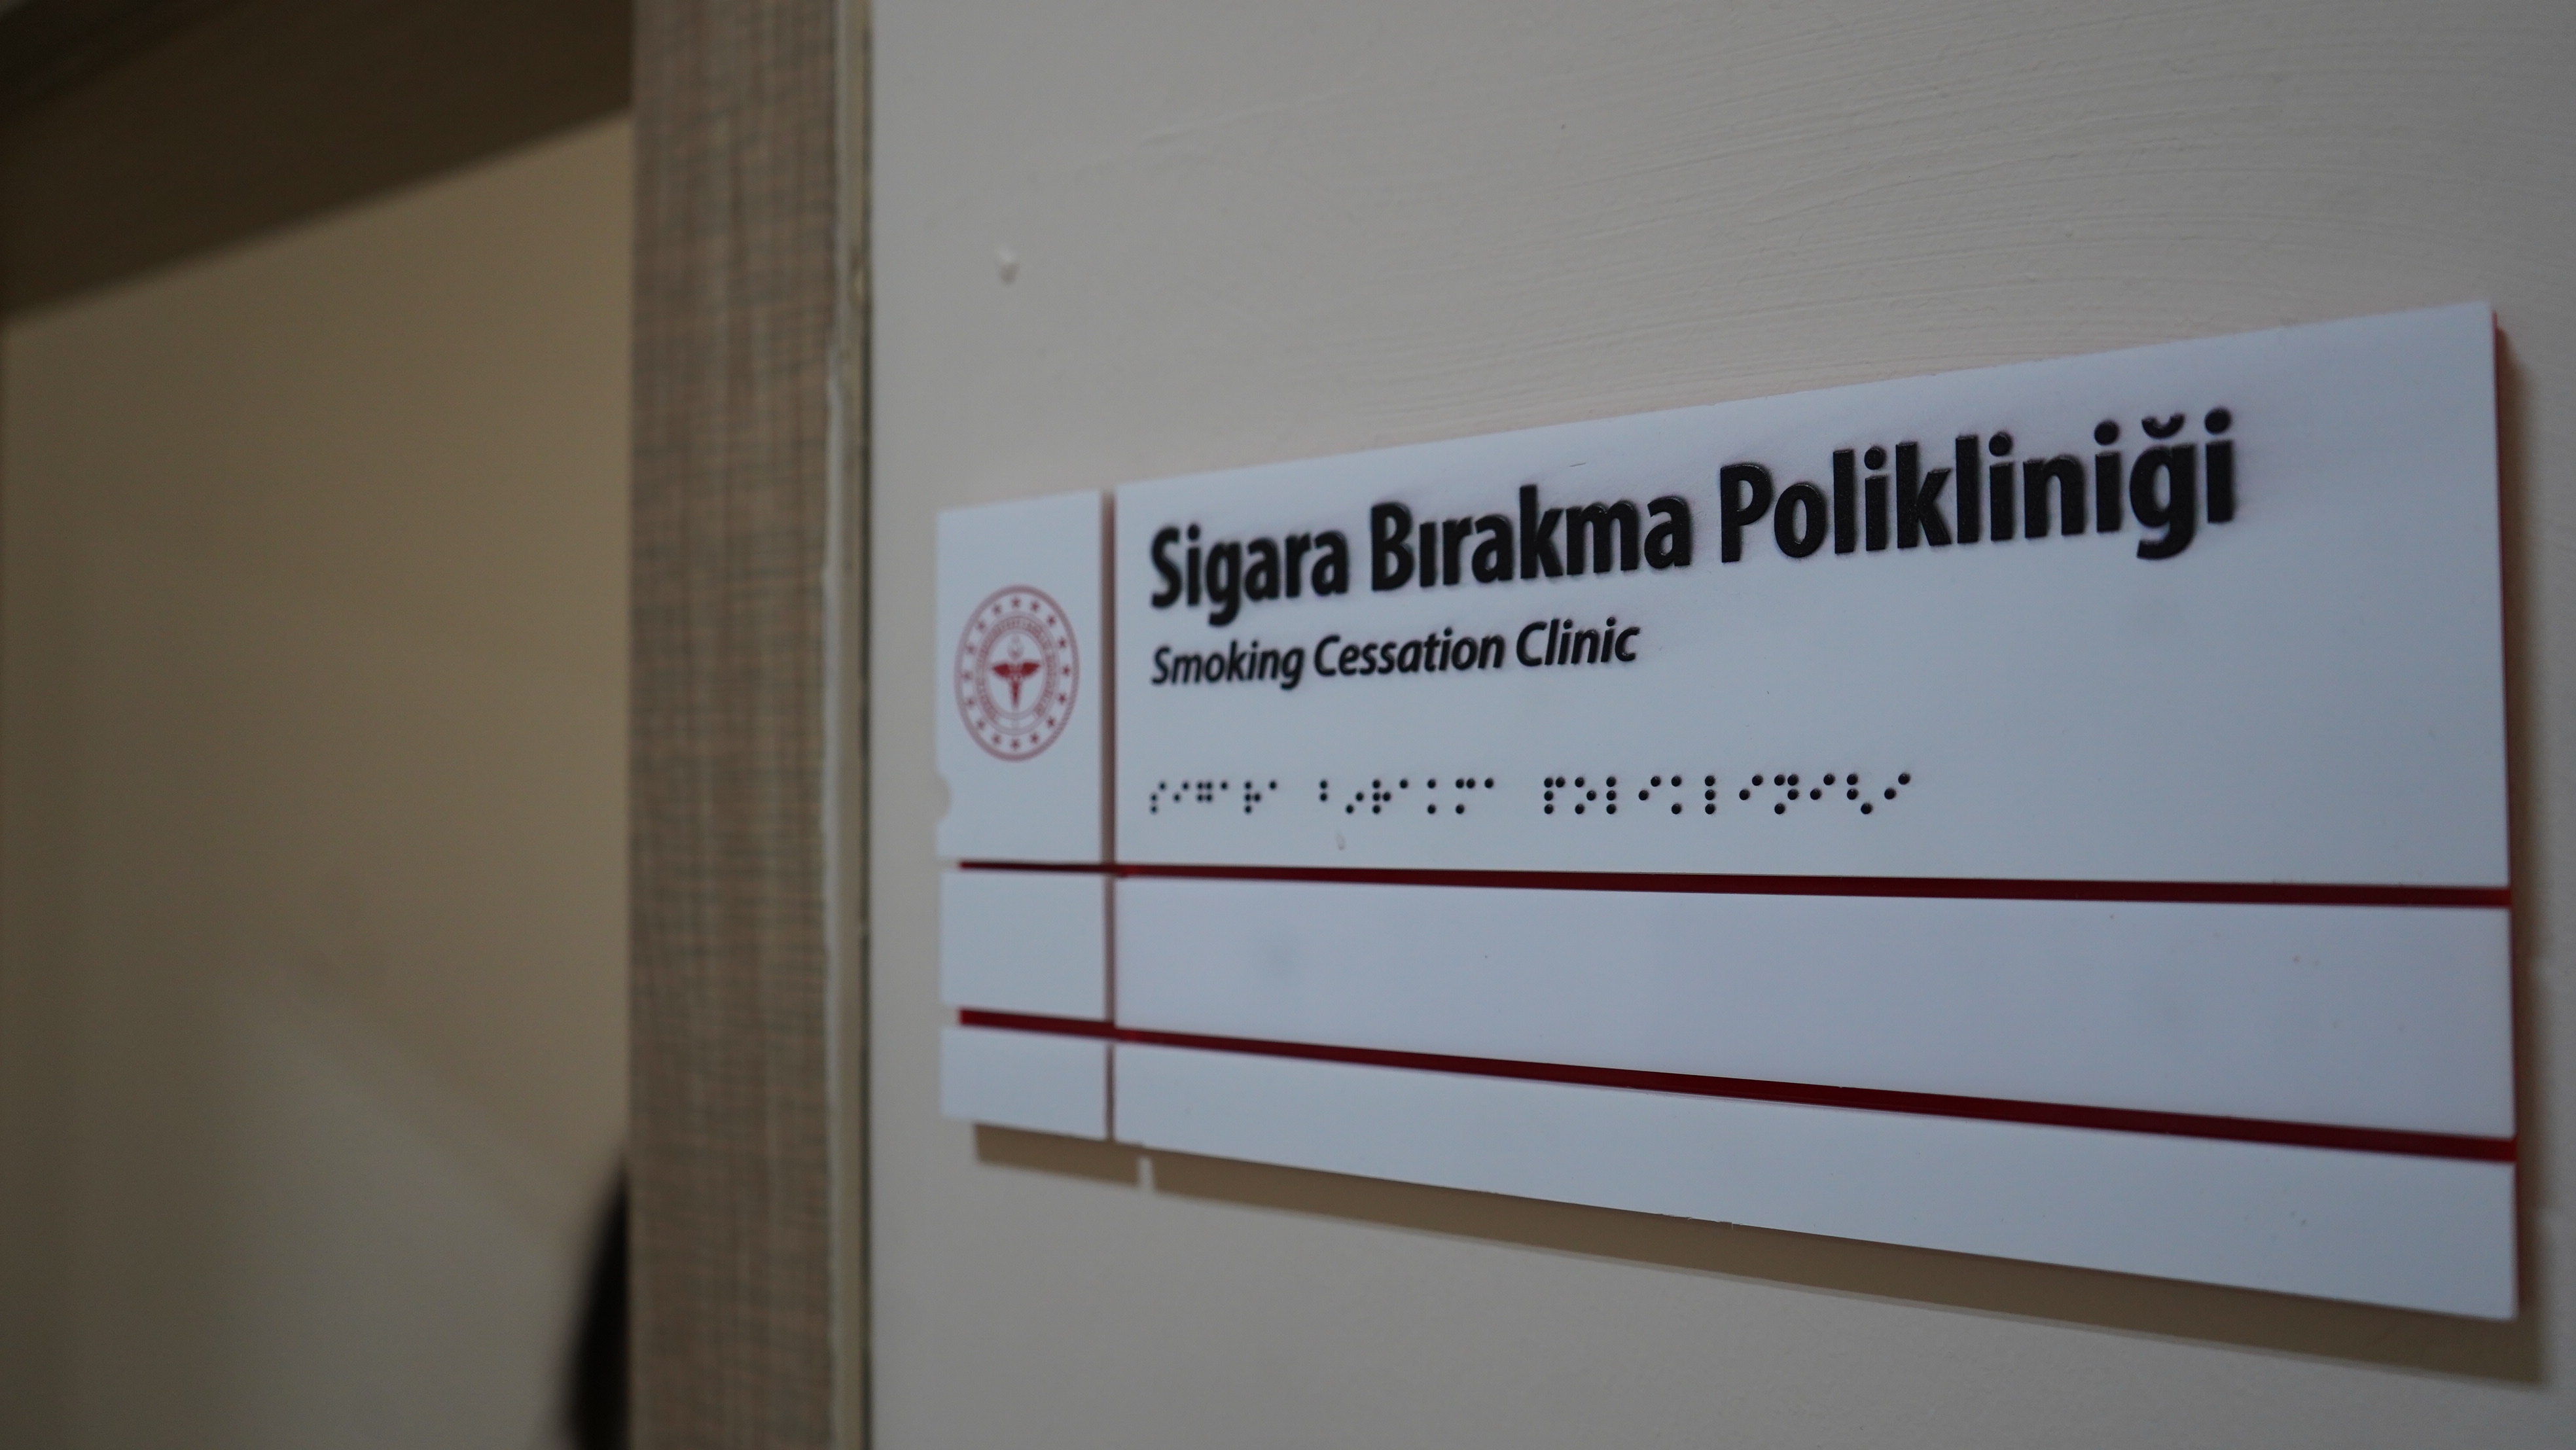 Sigara Bırakma Polikliniği
Smoking Cessation Clinic
⠎⠊⠛⠁⠗⠁ ⠃⠔⠗⠁⠅⠍⠁ ⠏⠕⠇⠊⠅⠇⠊⠝⠊⠣⠊